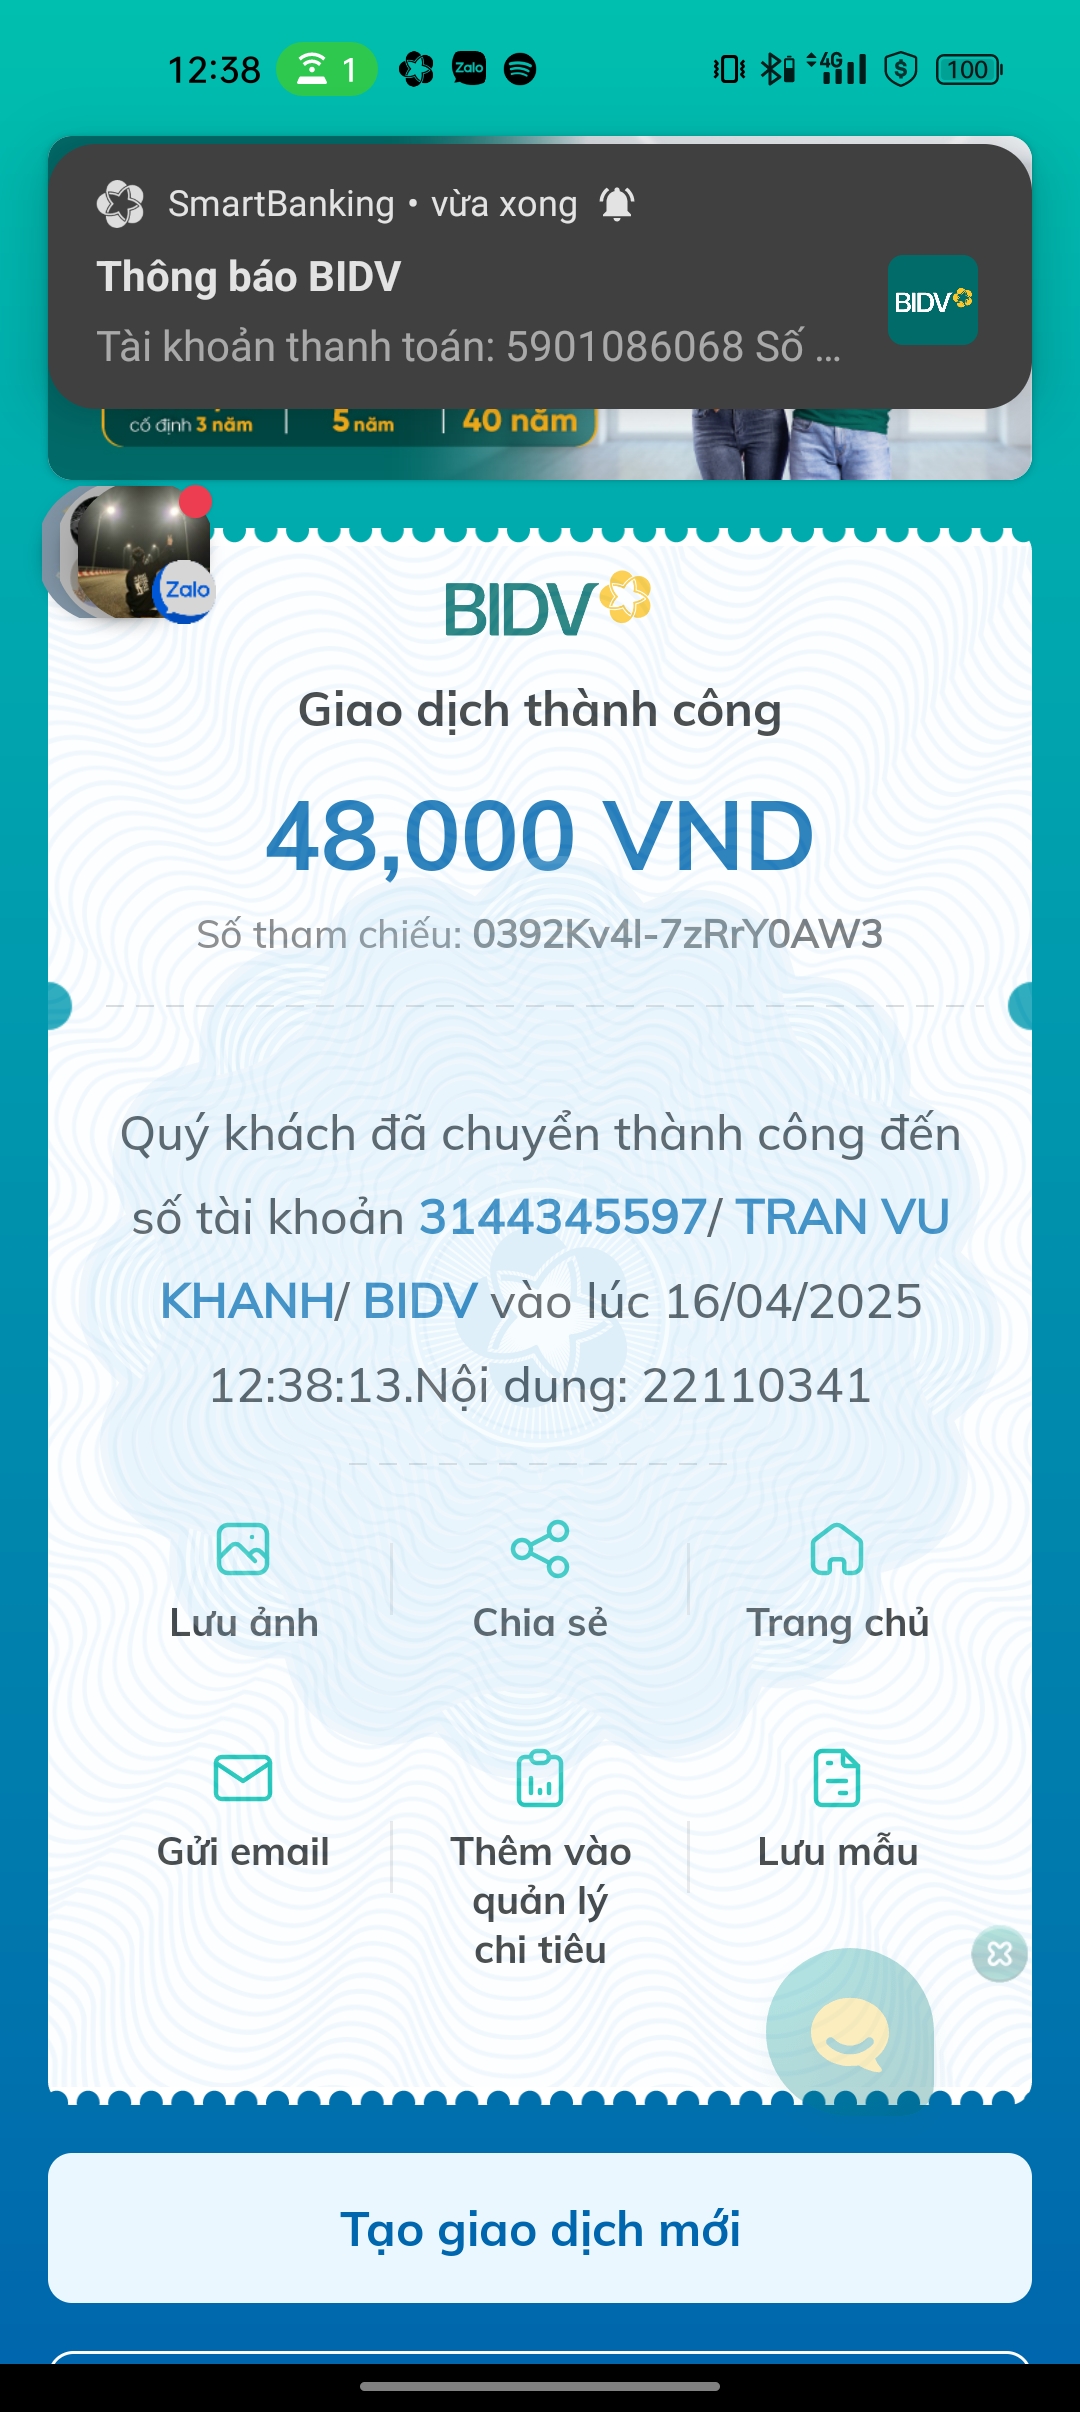 12:38
1
Zalo
4G
100
SmartBanking • vừa xong
Thông báo BIDV
BIDV
Tài khoản thanh toán: 5901086068 Số ...
cố định 3 năm
5 năm
40 năm
Zalo
BIDV
Giao dịch thành công
48,000 VND
Số tham chiếu: 0392Kv4I-7zRrY0AW3
Quý khách đã chuyển thành công đến
số tài khoản 3144345597/ TRAN VU
KHANH/ BIDV vào lúc 16/04/2025
12:38:13.Nội dung: 22110341
Lưu ảnh
Chia sẻ
Trang chủ
Gửi email
Thêm vào
quản lý
chi tiêu
Lưu mẫu
Tạo giao dịch mới